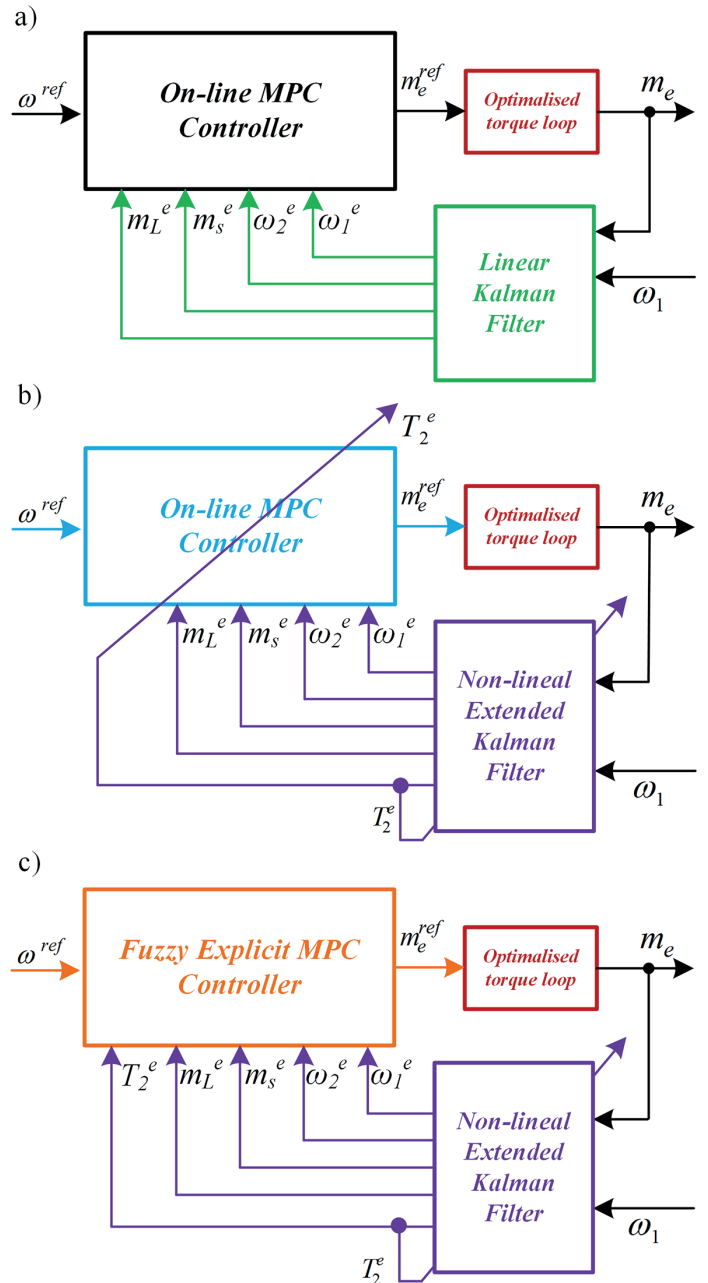 a)
ω^ref
On-line MPC
Controller
m_e^ref
Optimalised
torque loop
m_e
m_L^e
m_s^e
ω_2^e
ω_1^e
Linear
Kalman
Filter
ω_1
b)
T_2^e
ω^ref
On-line MPC
Controller
m_e^ref
Optimalised
torque loop
m_e
m_L^e
m_s^e
ω_2^e
ω_1^e
Non-lineal
Extended
Kalman
Filter
ω_1
T_2^e
c)
ω^ref
Fuzzy Explicit MPC
Controller
m_e^ref
Optimalised
torque loop
m_e
T_2^e
m_L^e
m_s^e
ω_2^e
ω_1^e
Non-lineal
Extended
Kalman
Filter
ω_1
T_2^e